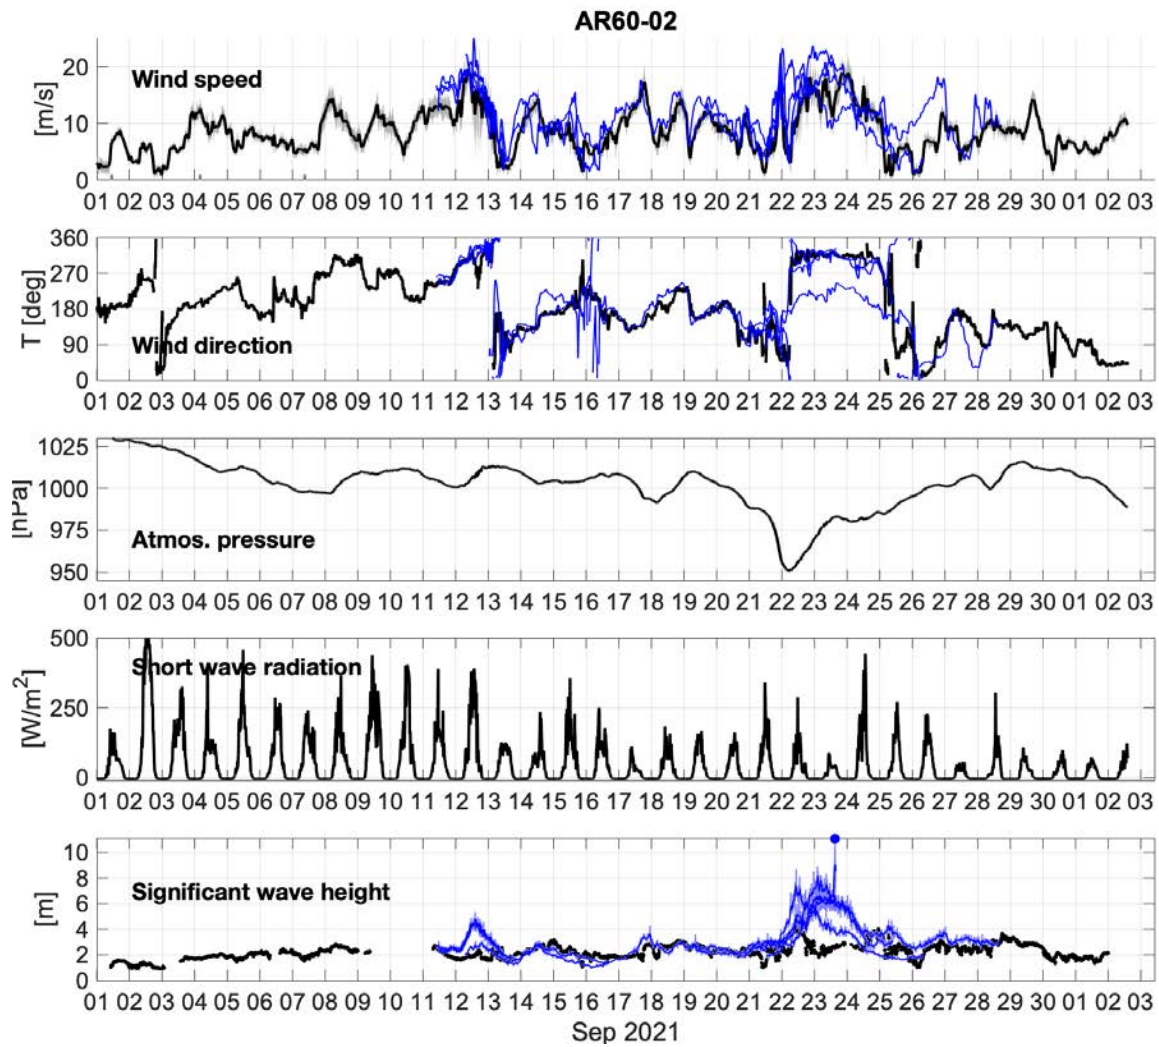 AR60-02
Wind speed
[m/s]
20
10
0
01 02 03 04 05 06 07 08 09 10 11 12 13 14 15 16 17 18 19 20 21 22 23 24 25 26 27 28 29 30 01 02 03
Wind direction
T [deg]
360
270
180
90
0
01 02 03 04 05 06 07 08 09 10 11 12 13 14 15 16 17 18 19 20 21 22 23 24 25 26 27 28 29 30 01 02 03
Atmos. pressure
[hPa]
1025
1000
975
950
01 02 03 04 05 06 07 08 09 10 11 12 13 14 15 16 17 18 19 20 21 22 23 24 25 26 27 28 29 30 01 02 03
Short wave radiation
[W/m²]
500
250
0
01 02 03 04 05 06 07 08 09 10 11 12 13 14 15 16 17 18 19 20 21 22 23 24 25 26 27 28 29 30 01 02 03
Significant wave height
[m]
10
8
6
4
2
0
01 02 03 04 05 06 07 08 09 10 11 12 13 14 15 16 17 18 19 20 21 22 23 24 25 26 27 28 29 30 01 02 03
Sep 2021